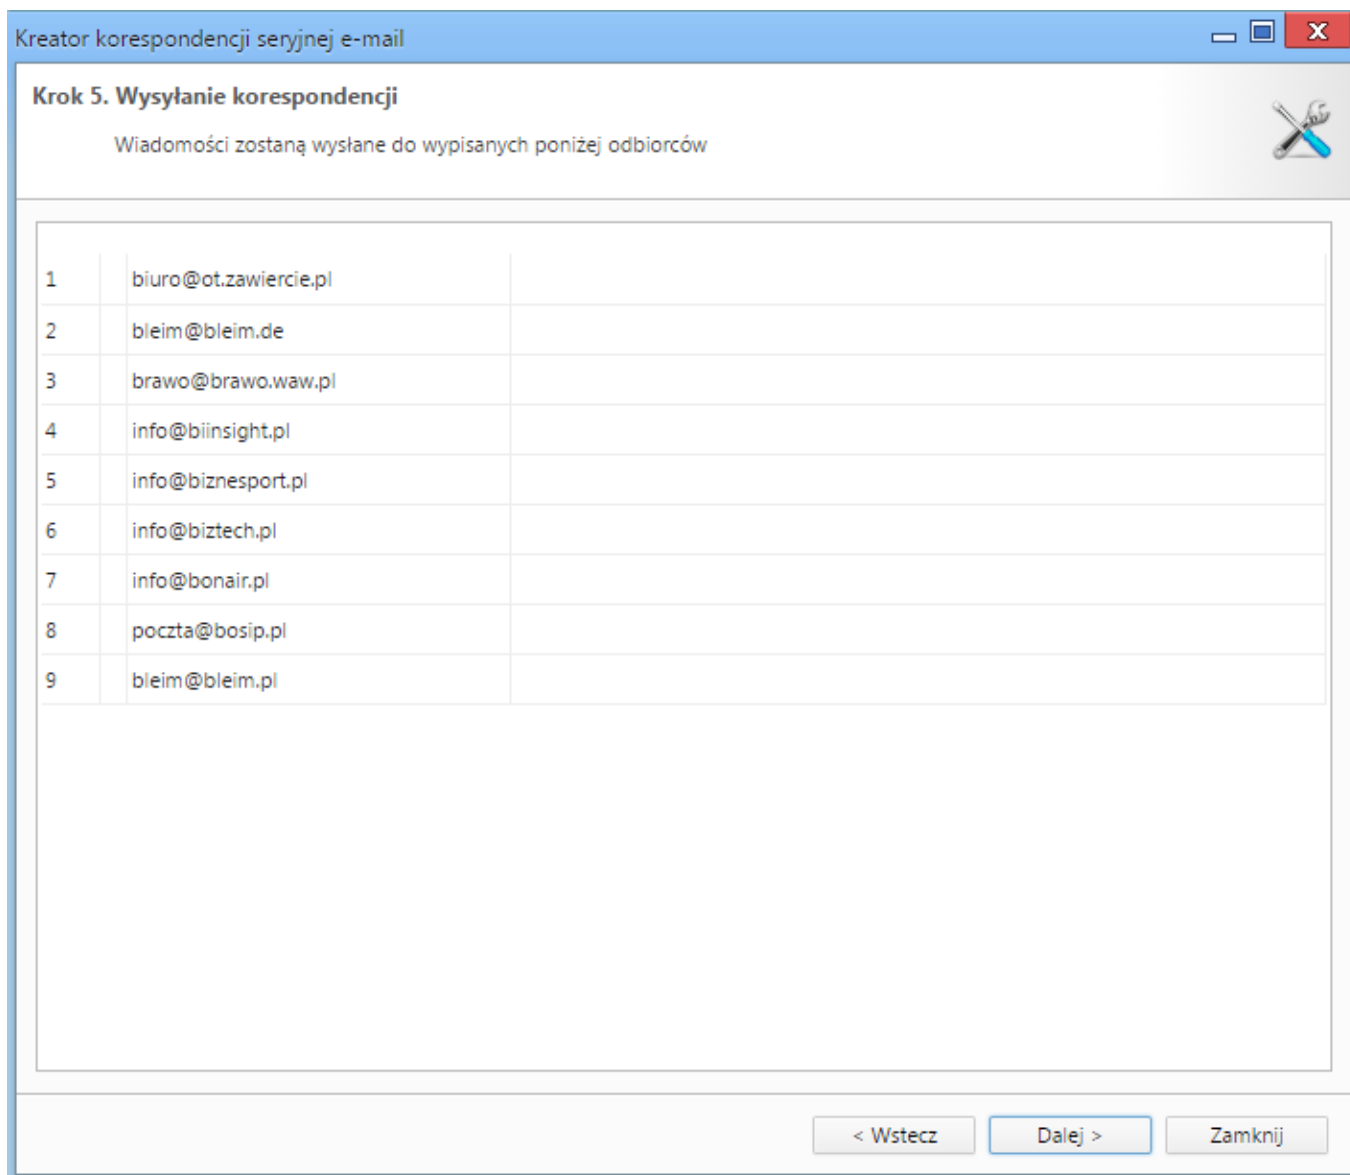 Kreator korespondencji seryjnej e-mail
Krok 5. Wysyłanie korespondencji
Wiadomości zostaną wysłane do wypisanych poniżej odbiorców
1 biuro@ot.zawiercie.pl
2 bleim@bleim.de
3 brawo@brawo.waw.pl
4 info@biinsight.pl
5 info@biznesport.pl
6 info@biztech.pl
7 info@bonair.pl
8 poczta@bosip.pl
9 bleim@bleim.pl
< Wstecz Dalej > Zamknij